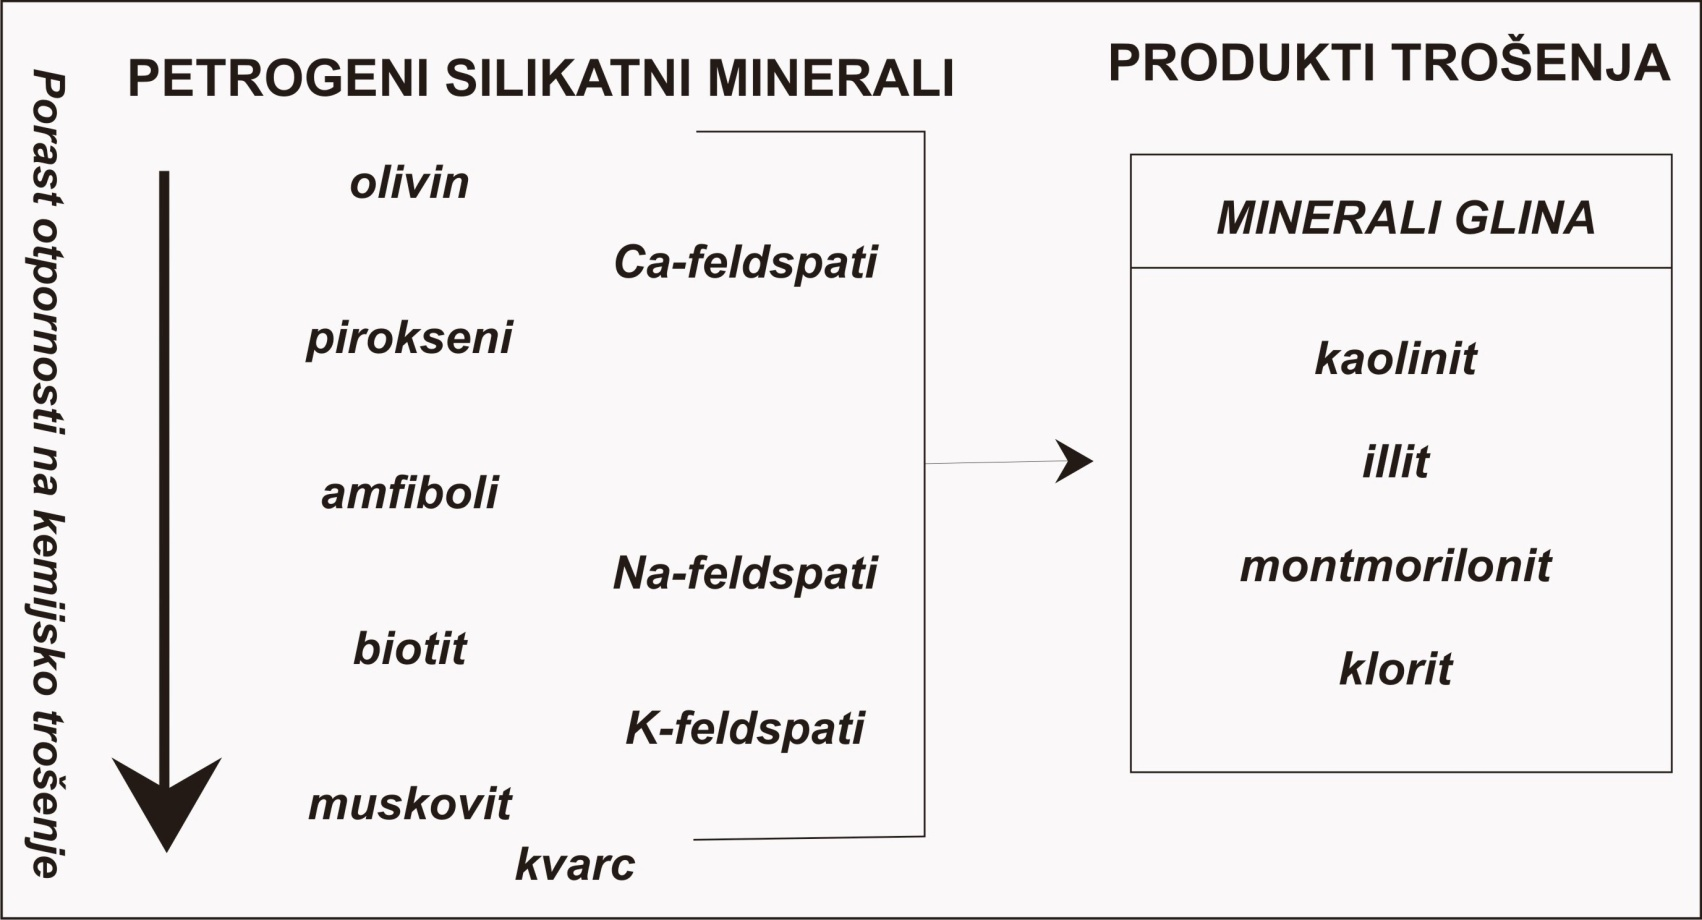 Porast otpornosti na kemijsko trošenje
PETROGENI SILIKATNI MINERALI
olivin
Ca-feldspati
pirokseni
amfiboli
Na-feldspati
biotit
K-feldspati
muskovit
kvarc
PRODUKTI TROŠENJA
MINERALI GLINA
kaolinit
illit
montmorilonit
klorit